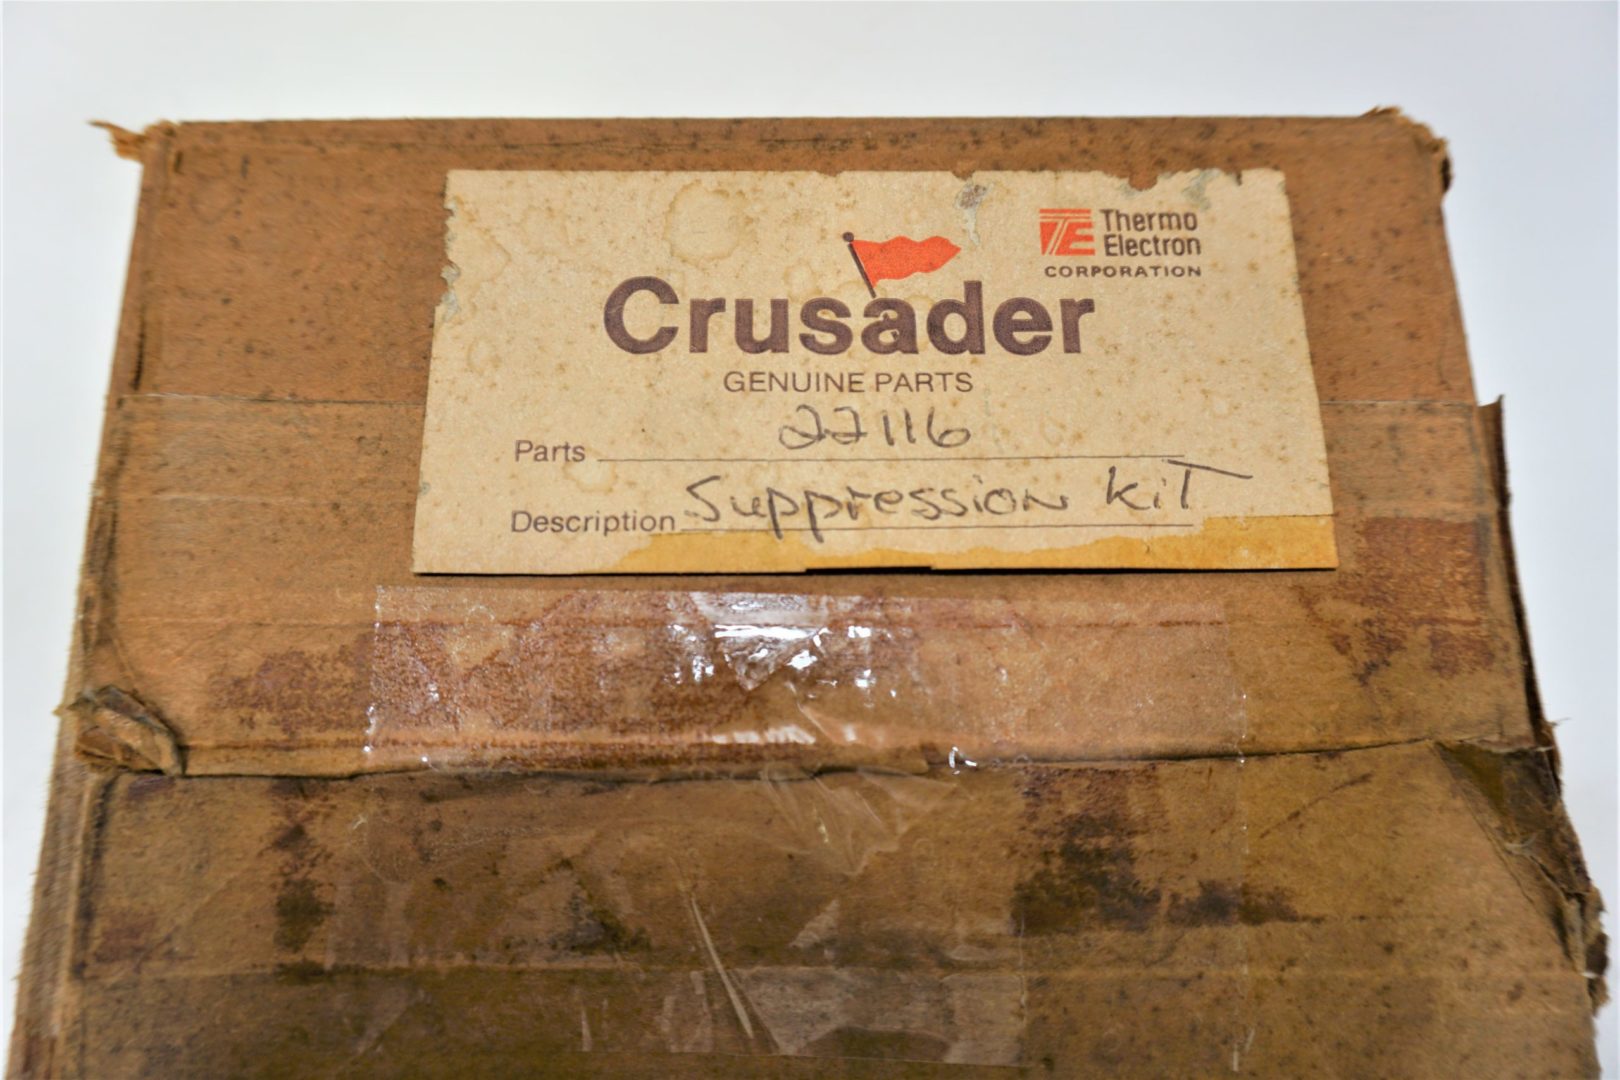 Thermo
Electron
CORPORATION
Crusader
GENUINE PARTS
Parts 22116
Description Suppression KiT